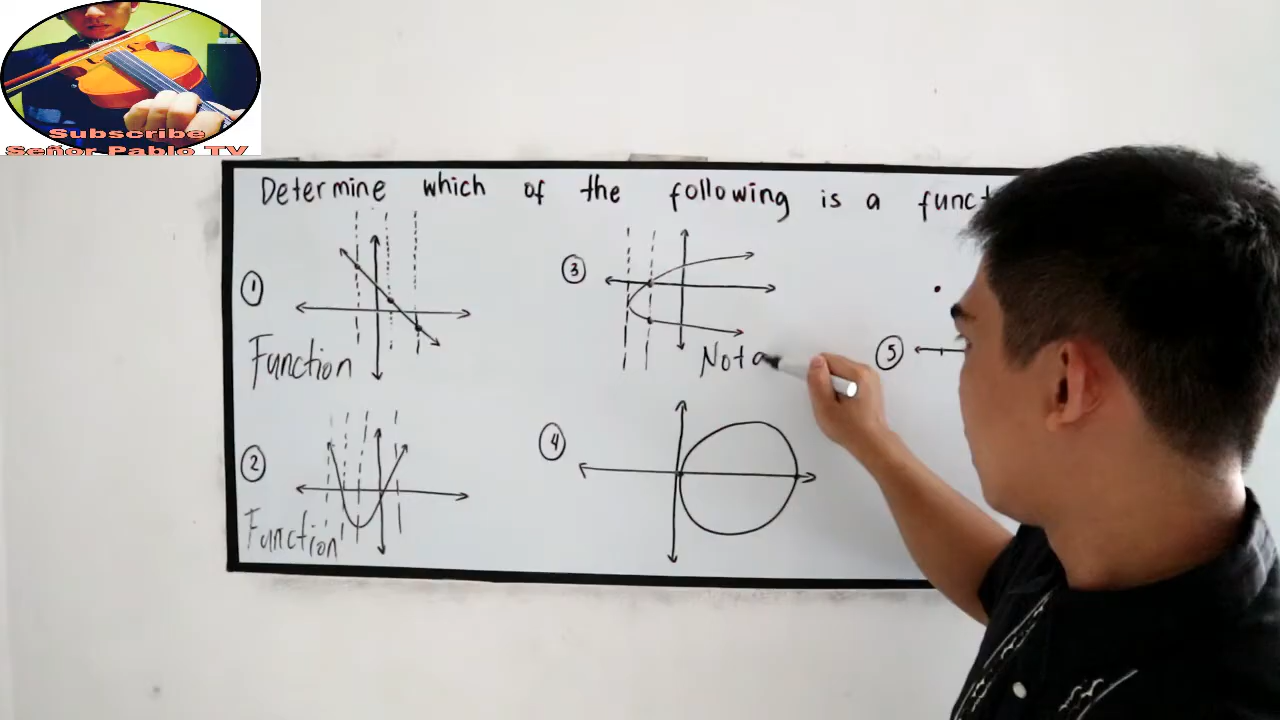 Subscribe
Señor Pablo TV
Determine which of the following is a funct
1
Function
2
Function
3
Not a
4
5